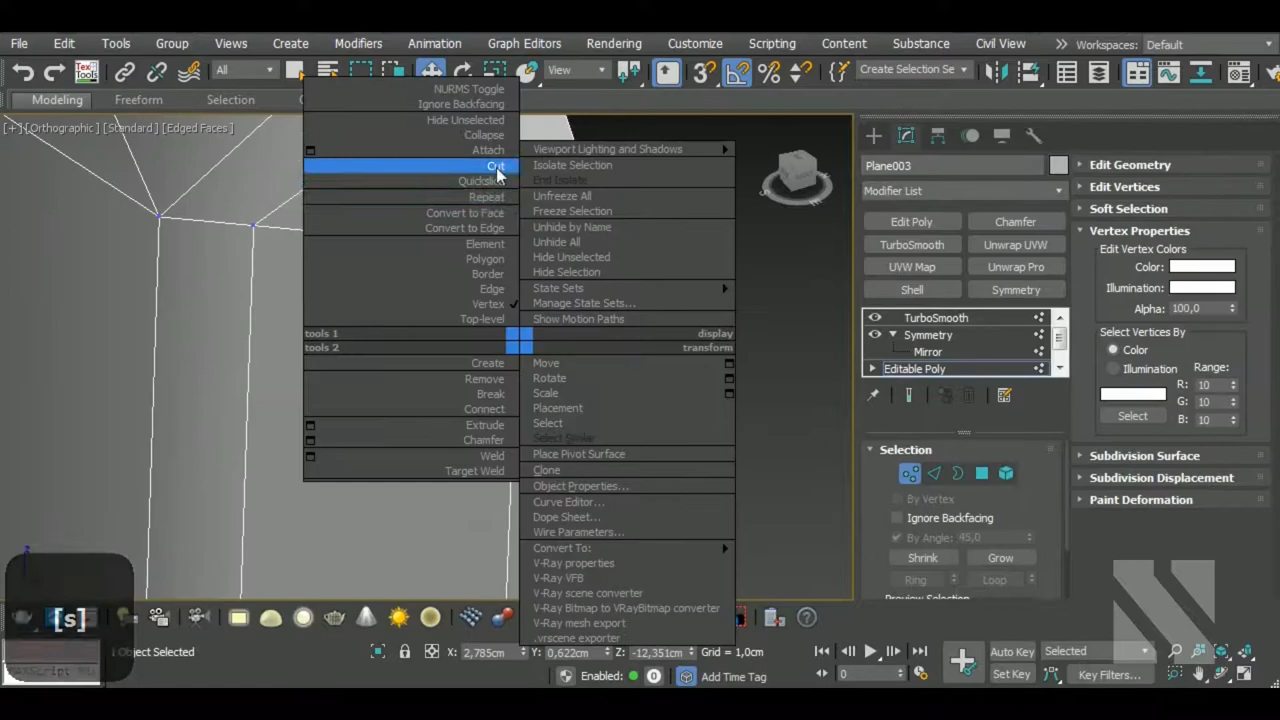 File Edit Tools Group Views Create Modifiers Animation Graph Editors Rendering Customize Scripting Content Substance Civil View Workspaces: Default
All View Create Selection Se
Modeling Freeform Selection
[+] [Orthographic ] [Standard ] [Edged Faces ]
NURMS Toggle
Ignore Backfacing
Hide Unselected
Collapse
Attach
Cut
Quickslice
Repeat
Convert to Face
Convert to Edge
Element
Polygon
Border
Edge
Vertex
Top-level
tools 1
tools 2
Create
Remove
Break
Connect
Extrude
Chamfer
Weld
Target Weld
Viewport Lighting and Shadows
Isolate Selection
End Isolate
Unfreeze All
Freeze Selection
Unhide by Name
Unhide All
Hide Unselected
Hide Selection
State Sets
Manage State Sets...
Show Motion Paths
display
transform
Move
Rotate
Scale
Placement
Select
Select Similar
Place Pivot Surface
Clone
Object Properties...
Curve Editor...
Dope Sheet...
Wire Parameters...
Convert To:
V-Ray properties
V-Ray VFB
V-Ray scene converter
V-Ray Bitmap to VRayBitmap converter
V-Ray mesh export
.vrscene exporter
Plane003
Modifier List
Edit Poly Chamfer
TurboSmooth Unwrap UVW
UVW Map Unwrap Pro
Shell Symmetry
TurboSmooth
Symmetry
Mirror
Editable Poly
Selection
By Vertex
Ignore Backfacing
By Angle: 45,0
Shrink Grow
Ring Loop
Preview Selection
Edit Geometry
Edit Vertices
Soft Selection
Vertex Properties
Edit Vertex Colors
Color:
Illumination:
Alpha: 100,0
Select Vertices By
Color
Illumination Range:
R: 10
G: 10
Select B: 10
Subdivision Surface
Subdivision Displacement
Paint Deformation
[s]
Object Selected X: 2,785cm Y: 0,622cm Z: -12,351cm Grid = 1,0cm Auto Key Selected
Enabled: 0 Add Time Tag 0 Set Key Key Filters...